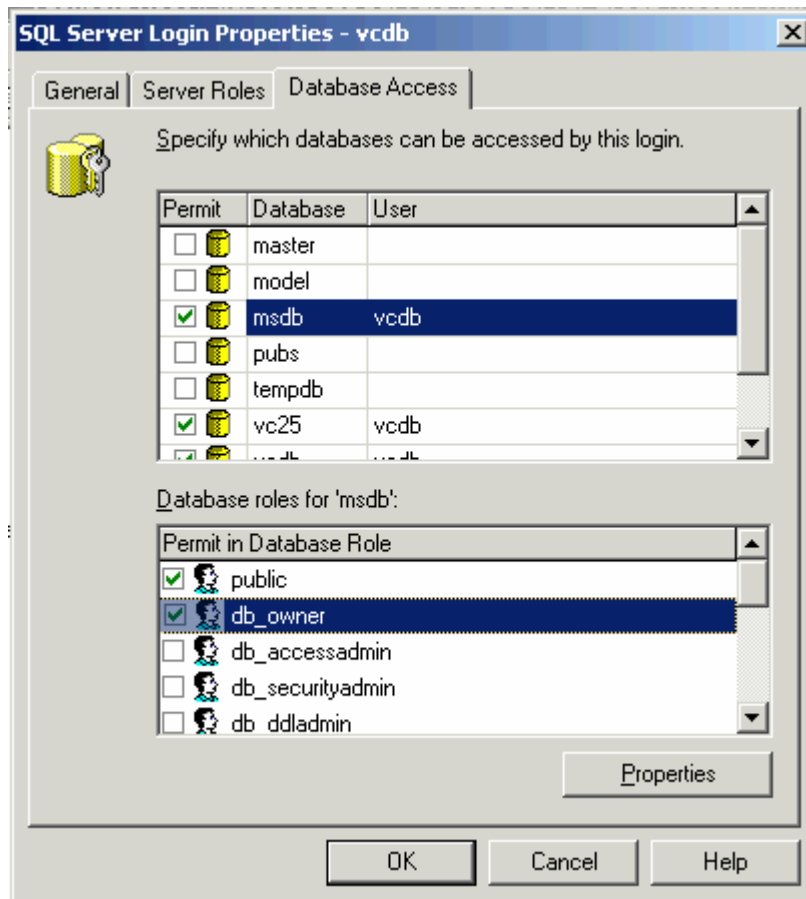 SQL Server Login Properties - vcdb
General Server Roles Database Access
Specify which databases can be accessed by this login.
Permit Database User
master
model
msdb vcdb
pubs
tempdb
vc25 vcdb
Database roles for 'msdb':
Permit in Database Role
public
db_owner
db_accessadmin
db_securityadmin
db_ddladmin
Properties
OK Cancel Help